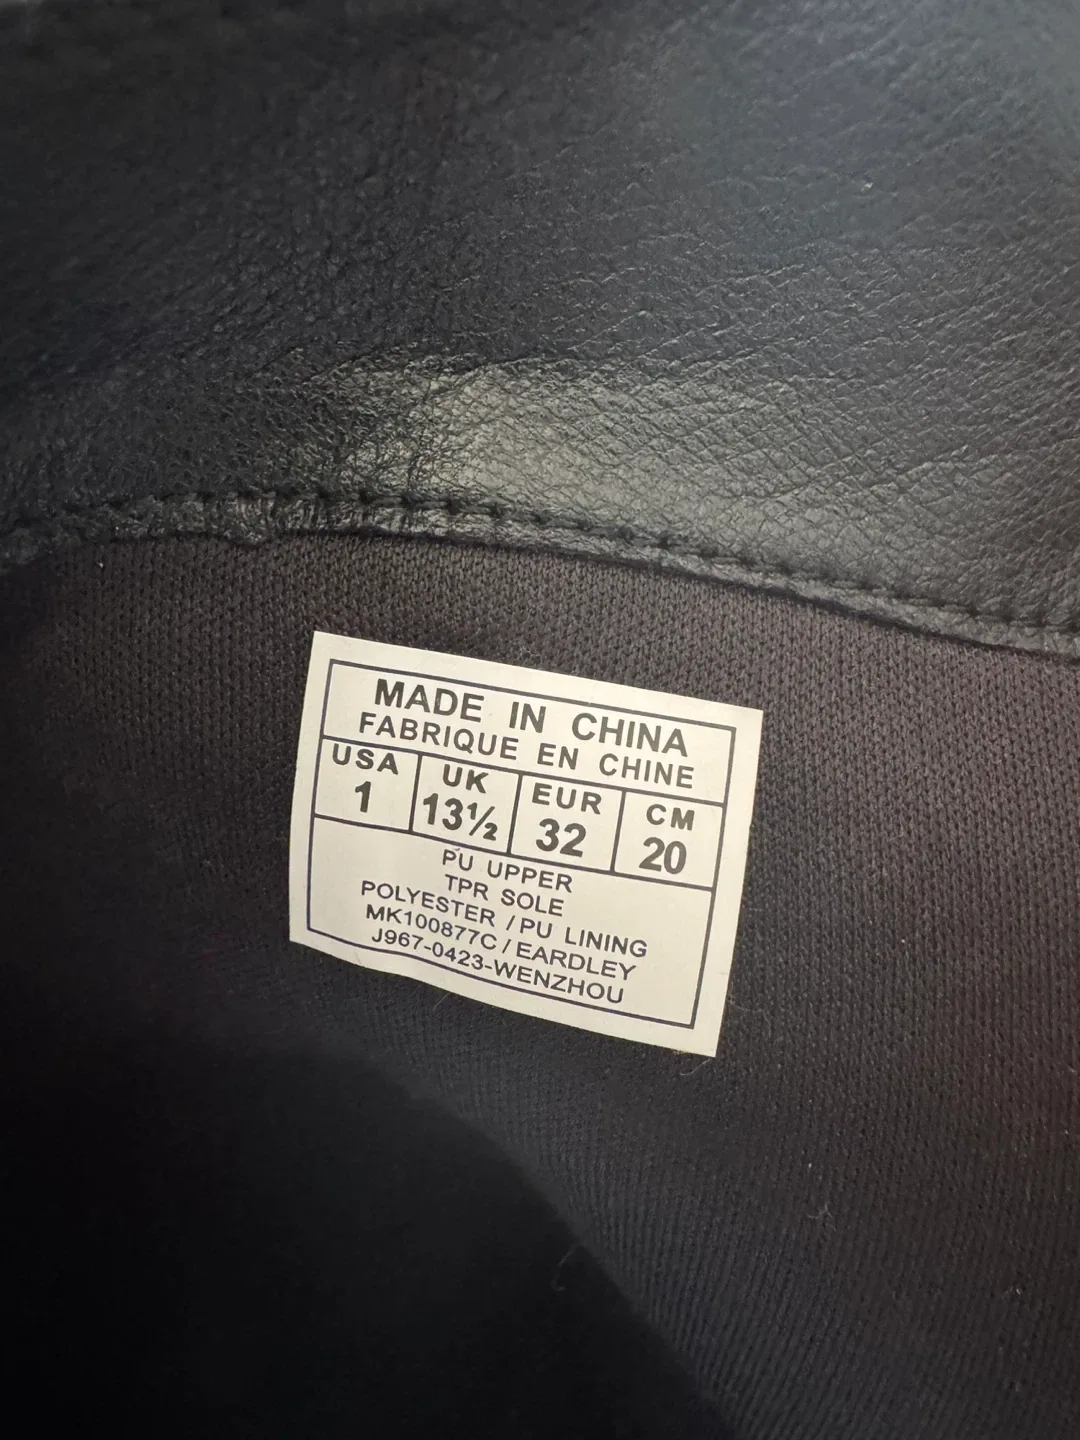 MADE IN CHINA
FABRIQUE EN CHINE
USA UK EUR CM
1 13½ 32 20
PU UPPER
TPR SOLE
POLYESTER / PU LINING
MK100877C / EARDLEY
J967-0423-WENZHOU